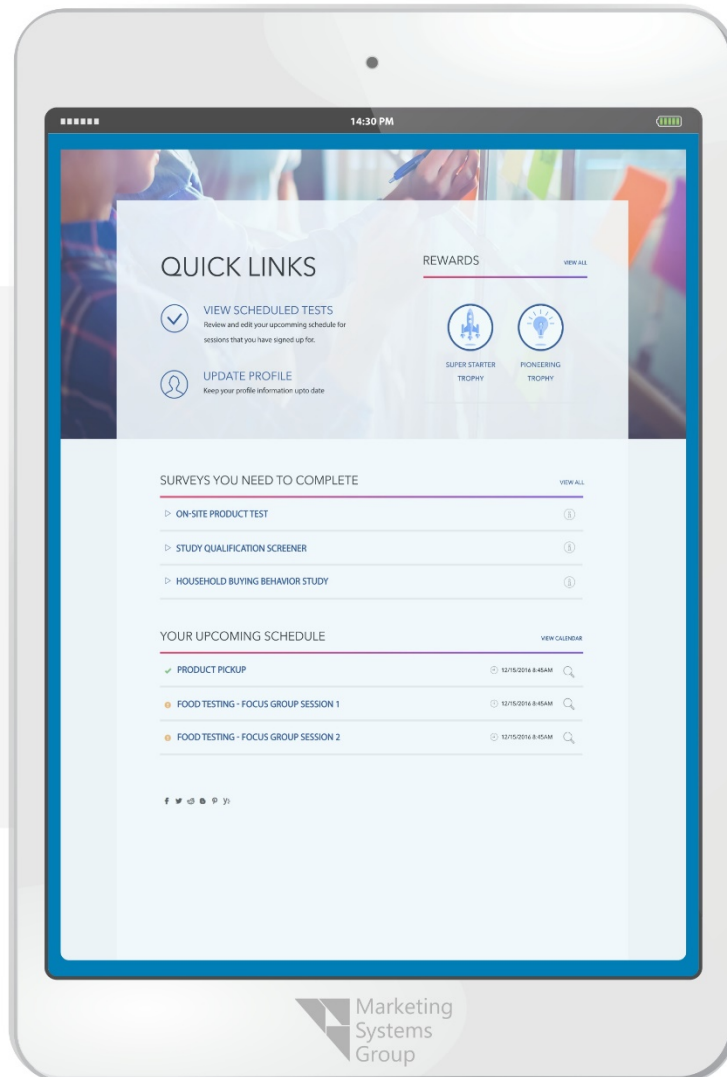 14:30 PM
QUICK LINKS
VIEW SCHEDULED TESTS
Review and edit your upcomming schedule for
sessions that you have signed up for.
UPDATE PROFILE
Keep your profile information upto date
REWARDS
VIEW ALL
SUPER STARTER
TROPHY
PIONEERING
TROPHY
SURVEYS YOU NEED TO COMPLETE
VIEW ALL
ON-SITE PRODUCT TEST
STUDY QUALIFICATION SCREENER
HOUSEHOLD BUYING BEHAVIOR STUDY
YOUR UPCOMING SCHEDULE
VIEW CALENDAR
PRODUCT PICKUP
12/15/2016 8:45AM
FOOD TESTING - FOCUS GROUP SESSION 1
12/15/2016 8:45AM
FOOD TESTING - FOCUS GROUP SESSION 2
12/15/2016 8:45AM
Marketing
Systems
Group